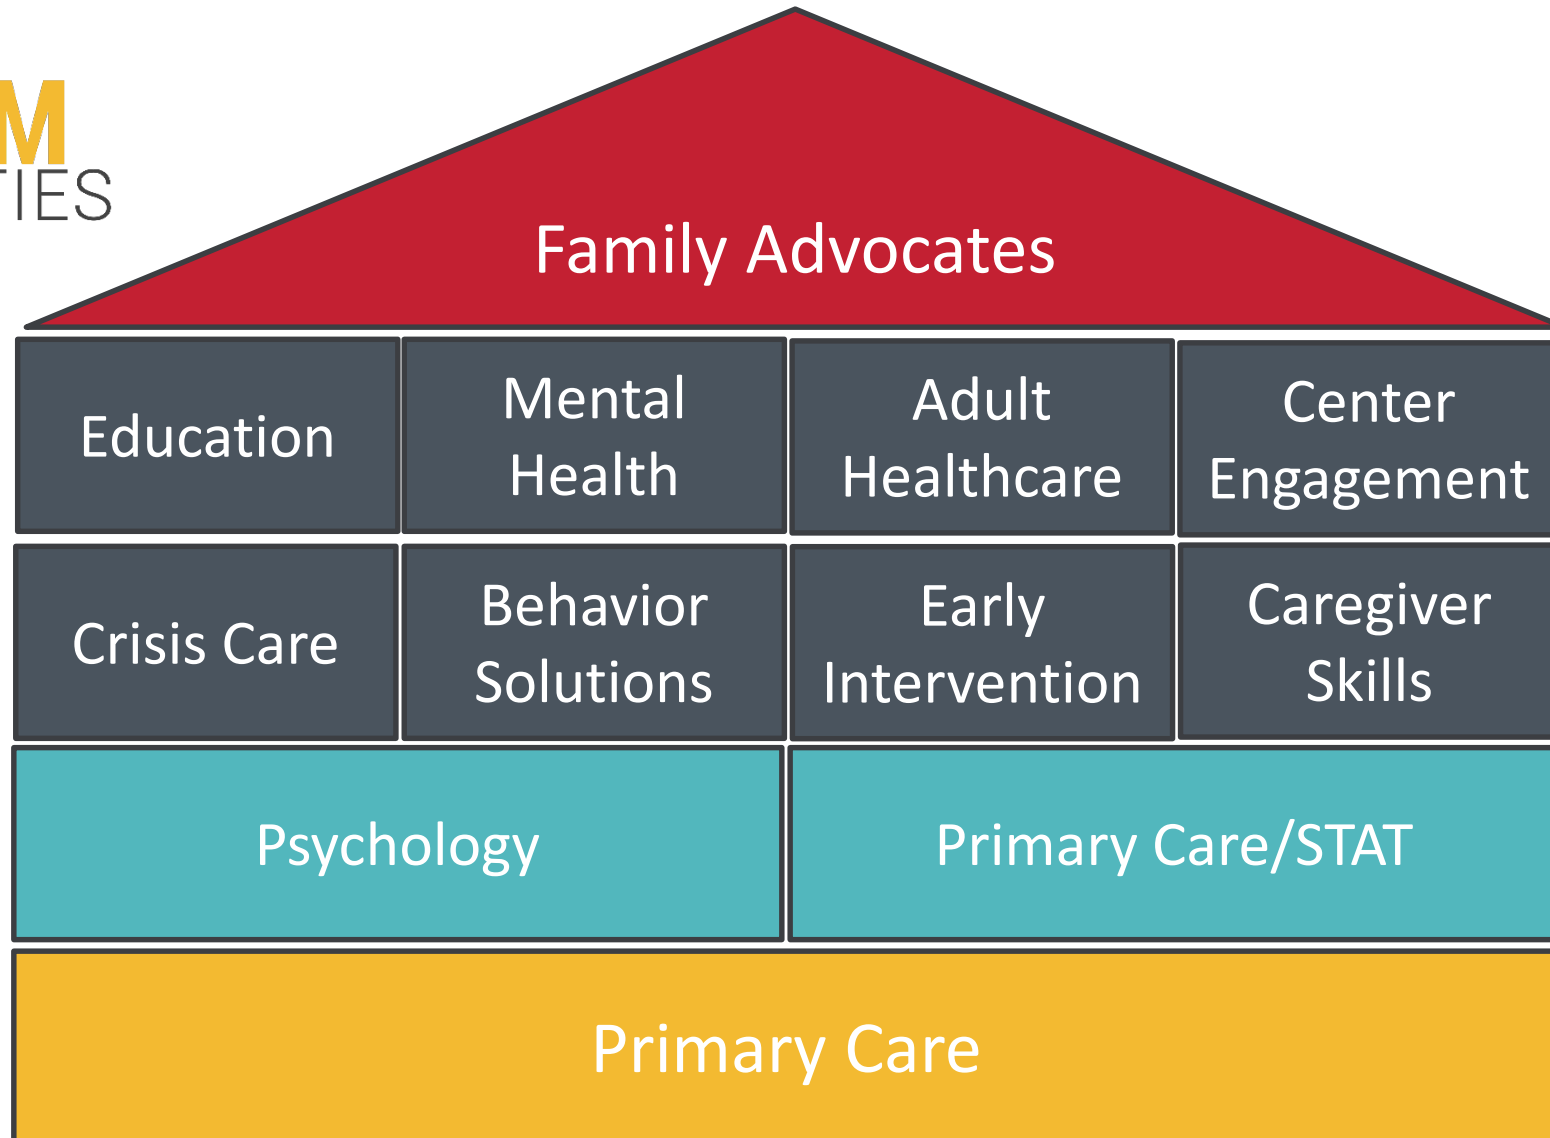 M
TIES
Family Advocates
Education
Mental
Health
Adult
Healthcare
Center
Engagement
Crisis Care
Behavior
Solutions
Early
Intervention
Caregiver
Skills
Psychology
Primary Care/STAT
Primary Care